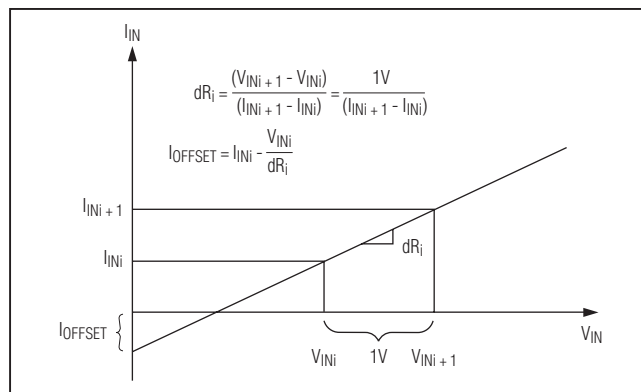 I_IN
dR_i = (V_INi + 1 - V_INi) / (I_INi + 1 - I_INi) = 1V / (I_INi + 1 - I_INi)
I_OFFSET = I_INi - V_INi / dR_i
I_INi + 1
dR_i
I_INi
I_OFFSET
V_IN
V_INi 1V V_INi + 1